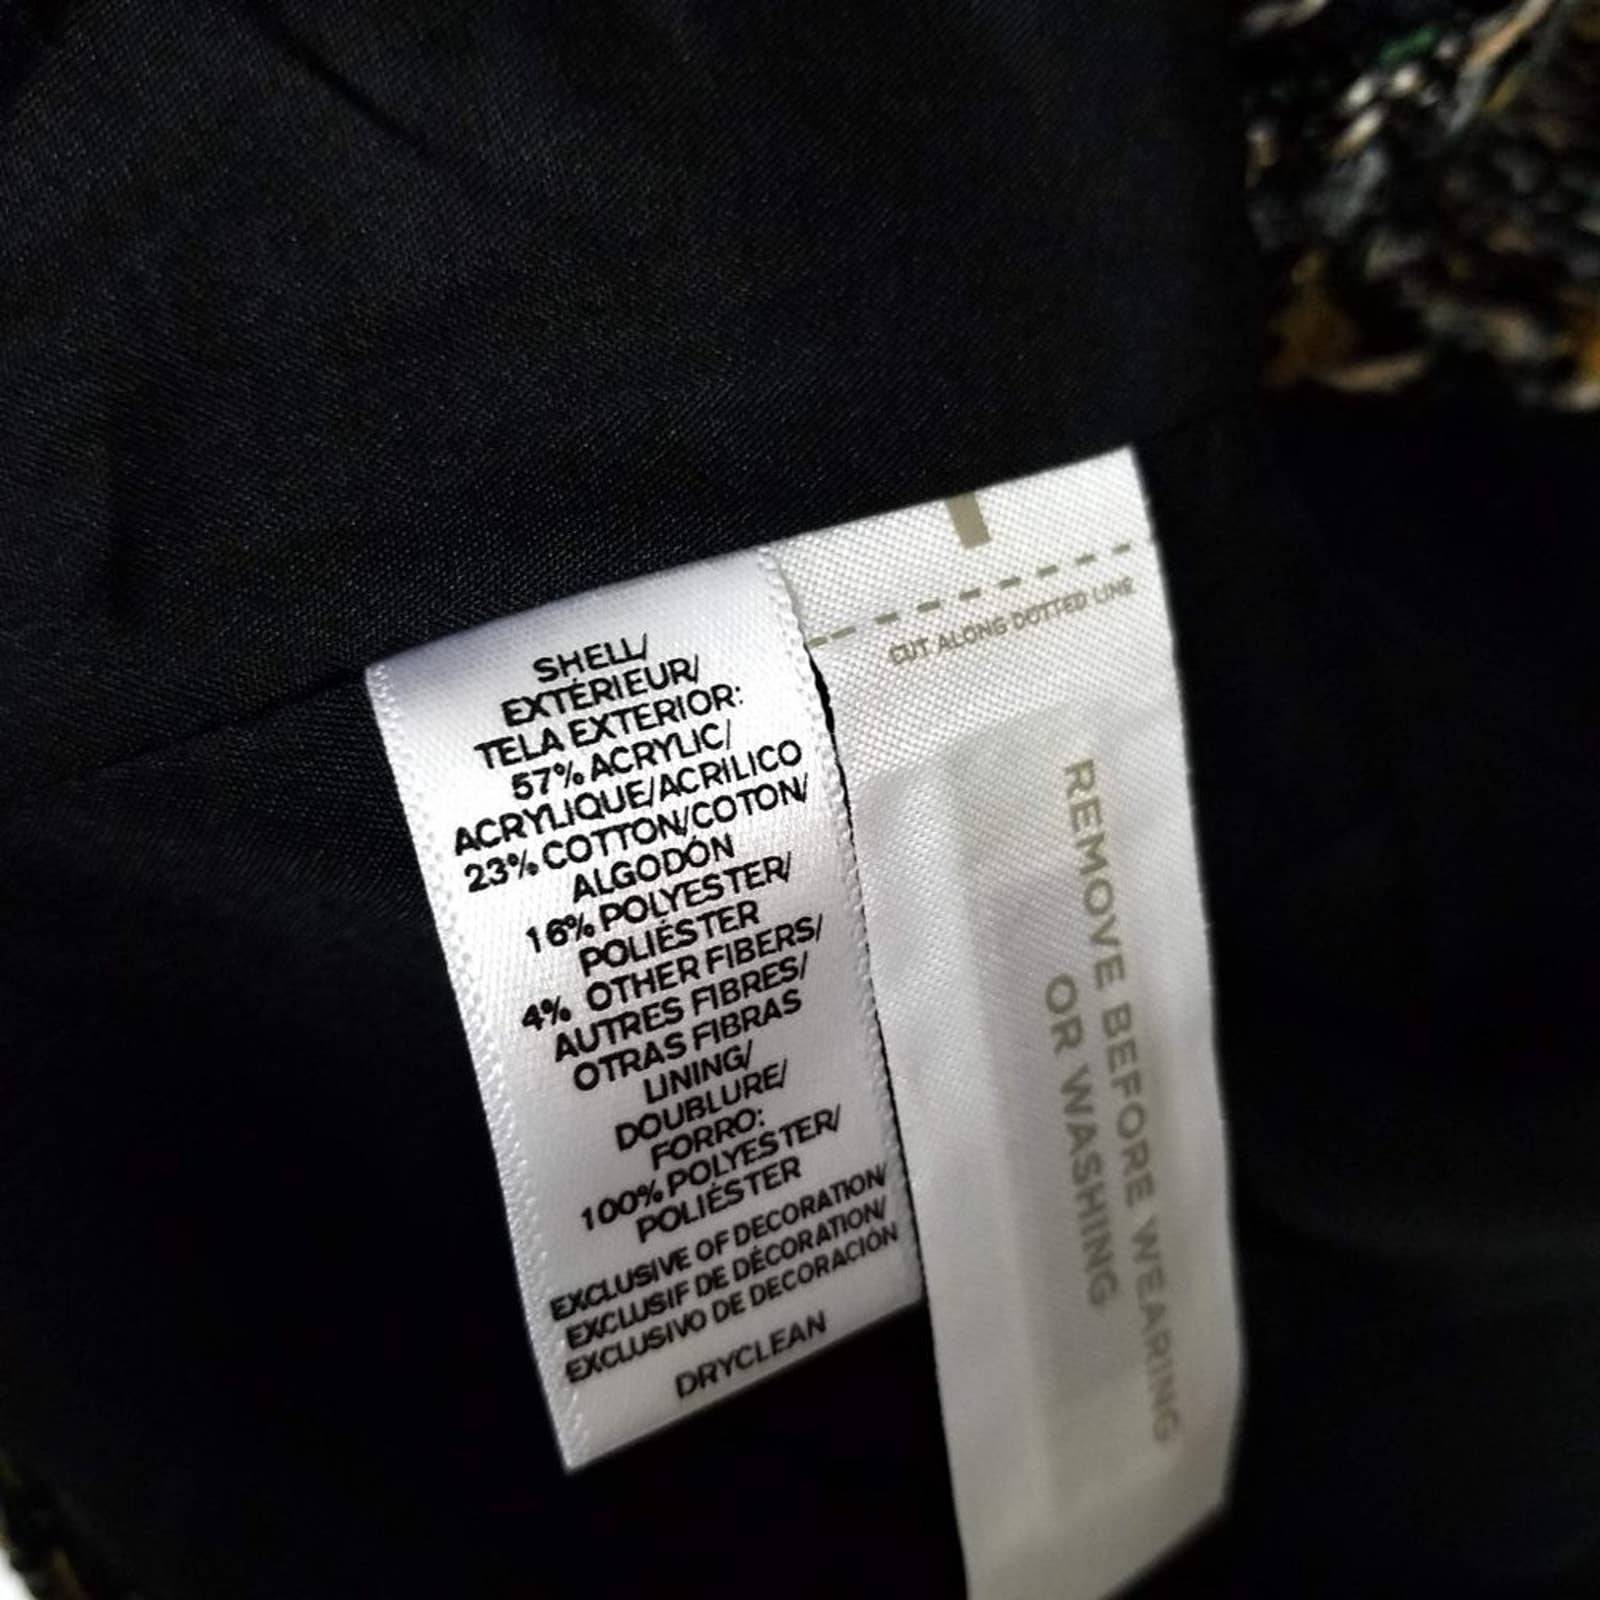 SHELL/
EXTÉRIEUR/
TELA EXTERIOR:
57% ACRYLIC/
ACRYLIQUE/ACRÍLICO
23% COTTON/COTON/
ALGODÓN
16% POLYESTER/
POLIÉSTER
4% OTHER FIBERS/
AUTRES FIBRES/
OTRAS FIBRAS
LINING/
DOUBLURE/
FORRO:
100% POLYESTER/
POLIÉSTER
EXCLUSIVE OF DECORATION/
EXCLUSIF DE DÉCORATION/
EXCLUSIVO DE DECORACIÓN
DRYCLEAN
CUT ALONG DOTTED LINE
REMOVE BEFORE WEARING
OR WASHING